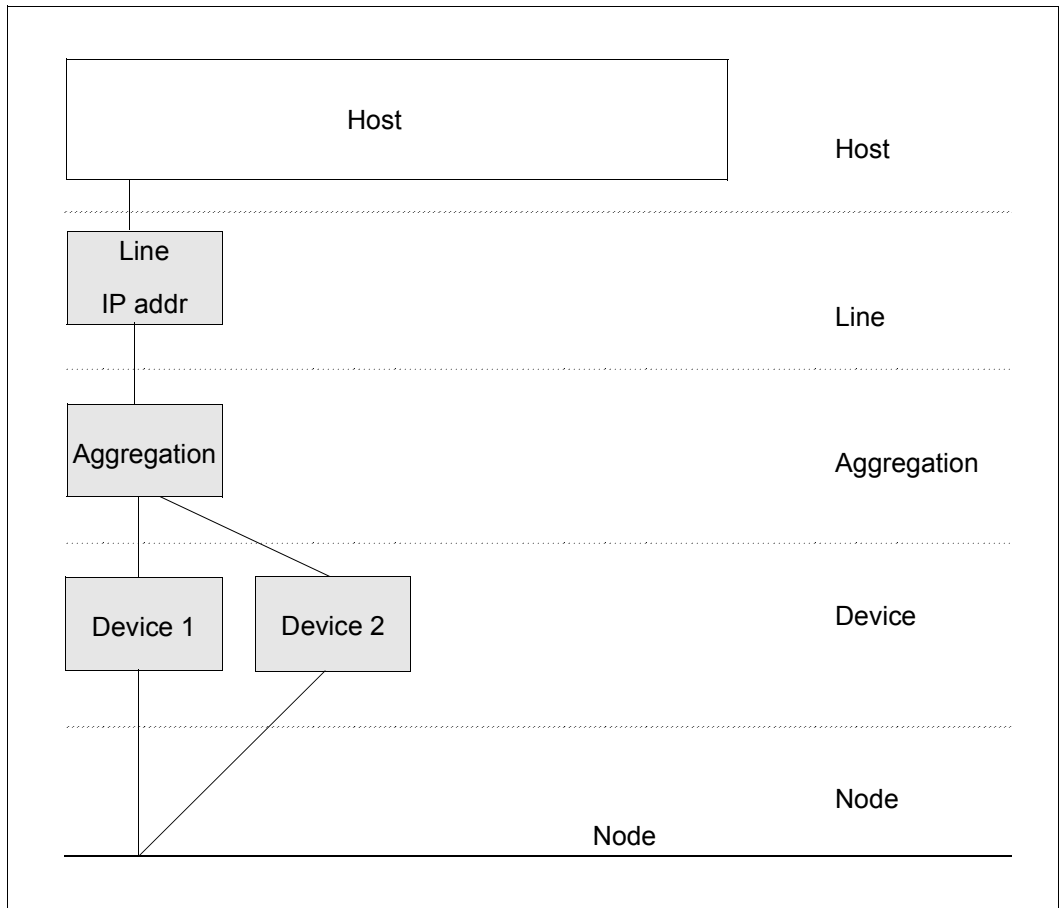 Host
Host
Line
IP addr
Line
Aggregation
Aggregation
Device 1
Device 2
Device
Node
Node